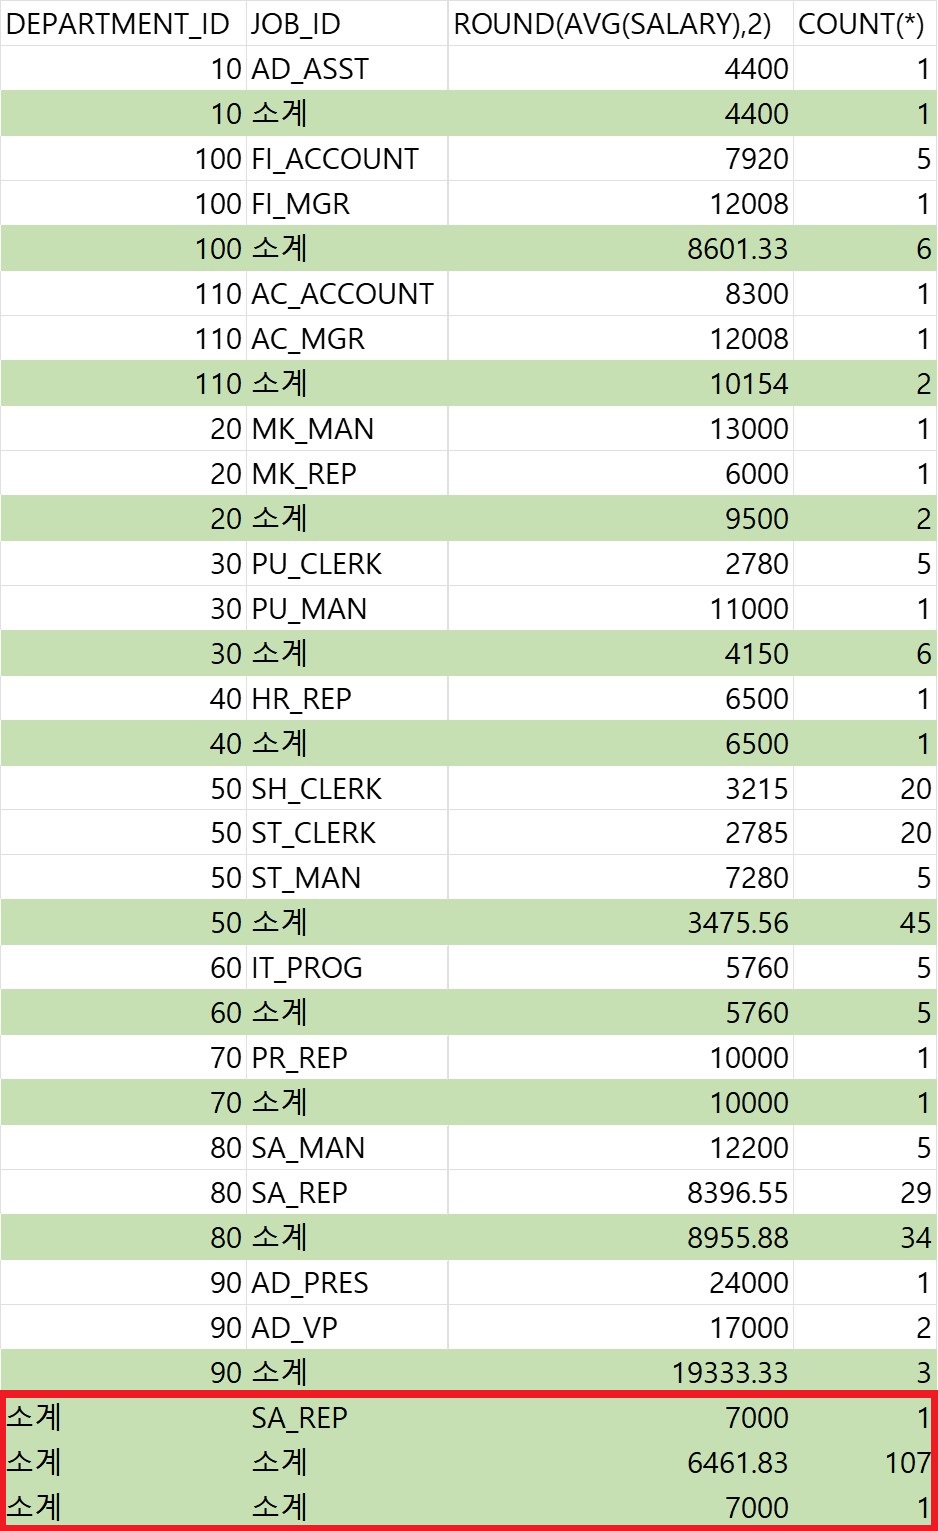 DEPARTMENT_ID JOB_ID ROUND(AVG(SALARY),2) COUNT(*)
10 AD_ASST 4400 1
10 소계 4400 1
100 FI_ACCOUNT 7920 5
100 FI_MGR 12008 1
100 소계 8601.33 6
110 AC_ACCOUNT 8300 1
110 AC_MGR 12008 1
110 소계 10154 2
20 MK_MAN 13000 1
20 MK_REP 6000 1
20 소계 9500 2
30 PU_CLERK 2780 5
30 PU_MAN 11000 1
30 소계 4150 6
40 HR_REP 6500 1
40 소계 6500 1
50 SH_CLERK 3215 20
50 ST_CLERK 2785 20
50 ST_MAN 7280 5
50 소계 3475.56 45
60 IT_PROG 5760 5
60 소계 5760 5
70 PR_REP 10000 1
70 소계 10000 1
80 SA_MAN 12200 5
80 SA_REP 8396.55 29
80 소계 8955.88 34
90 AD_PRES 24000 1
90 AD_VP 17000 2
90 소계 19333.33 3
소계 SA_REP 7000 1
소계 소계 6461.83 107
소계 소계 7000 1